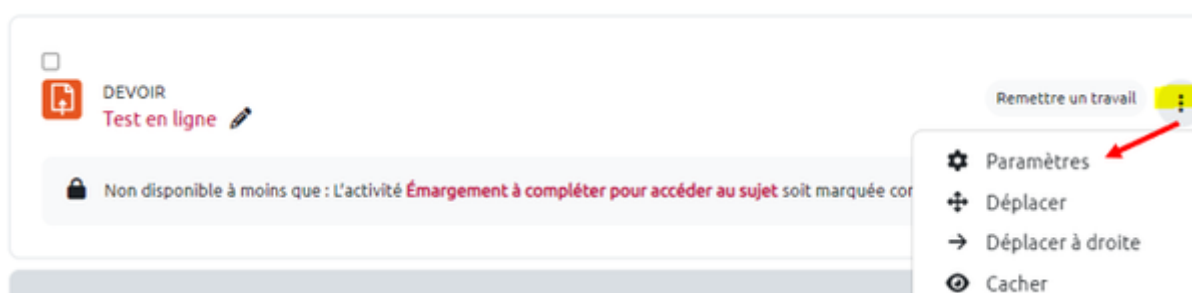 DEVOIR
Test en ligne
Remettre un travail
Non disponible à moins que : L'activité Émargement à compléter pour accéder au sujet soit marquée
Paramètres
Déplacer
Déplacer à droite
Cacher